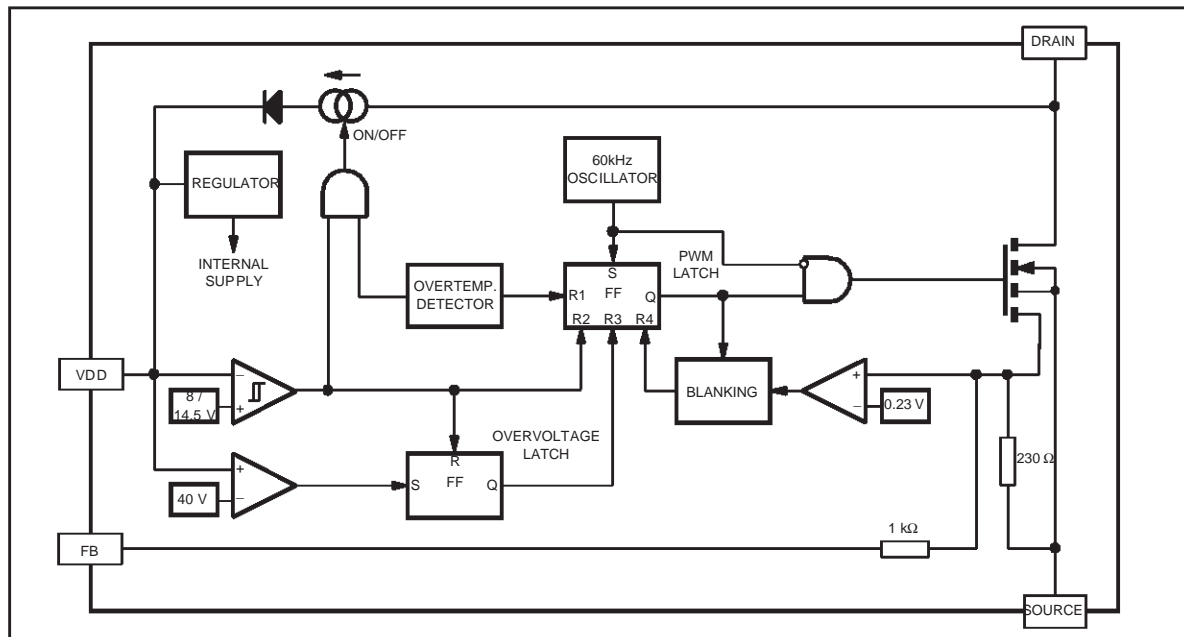 DRAIN
ON/OFF
60kHz
OSCILLATOR
REGULATOR
INTERNAL
SUPPLY
PWM
LATCH
S
FF
OVERTEMP.
DETECTOR
R1
Q
R2 R3 R4
VDD
8 /
14.5 V
−
+
BLANKING
+
−
0.23 V
OVERVOLTAGE
LATCH
230 Ω
R
FF
S
Q
+
−
40 V
1 kΩ
FB
SOURCE